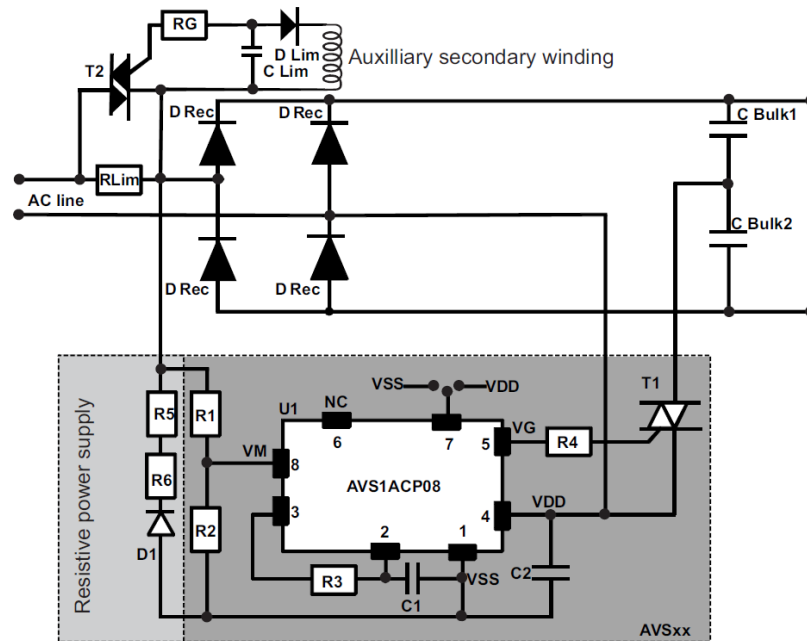 RG
D Lim
C Lim
Auxilliary secondary winding
T2
D Rec
D Rec
C Bulk1
RLim
AC line
C Bulk2
D Rec
D Rec
Resistive power supply
R5
R1
R6
R2
D1
U1
NC
VSS
VDD
T1
6
7
VG
5
R4
VM
8
AVS1ACP08
3
4
VDD
2
1
R3
C1
VSS
C2
AVSxx